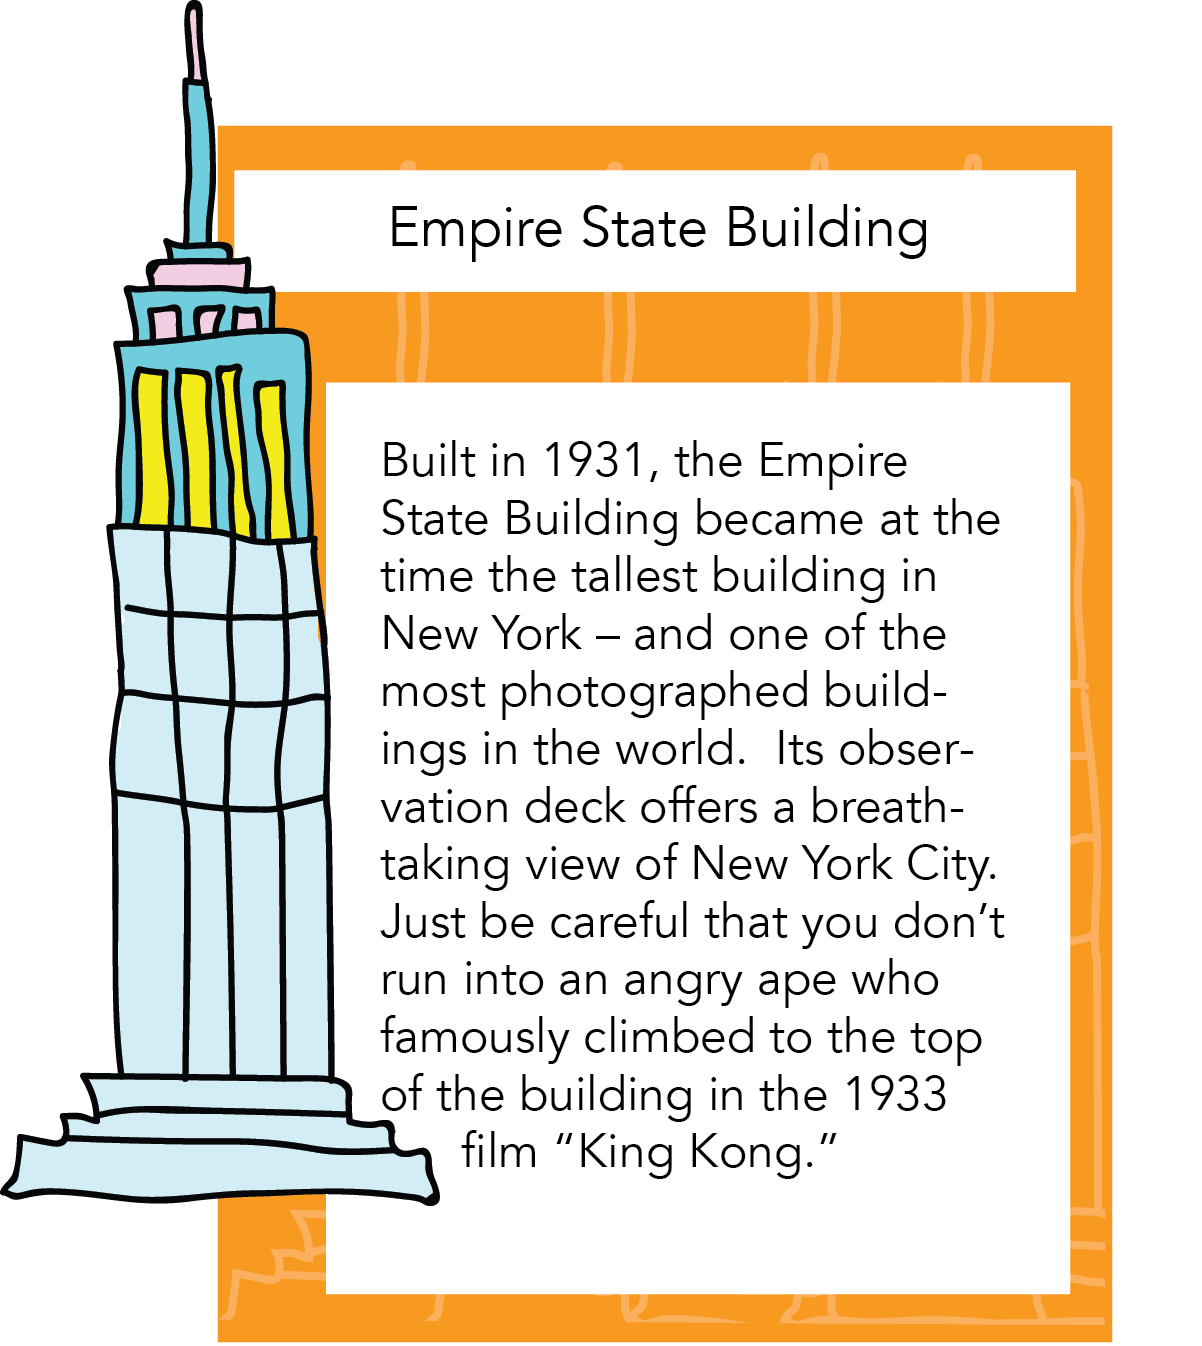 Empire State Building
Built in 1931, the Empire
State Building became at the
time the tallest building in
New York – and one of the
most photographed build-
ings in the world.  Its obser-
vation deck offers a breath-
taking view of New York City.
Just be careful that you don’t
run into an angry ape who
famously climbed to the top
of the building in the 1933
film “King Kong.”